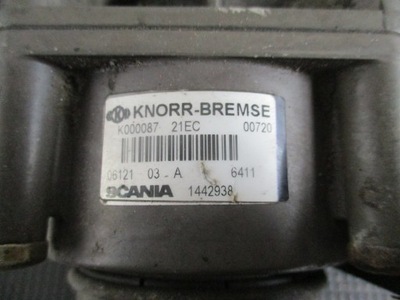 KNORR-BREMSE
K000087 21EC 00720
06121 03 - A 6411
SCANIA 1442938